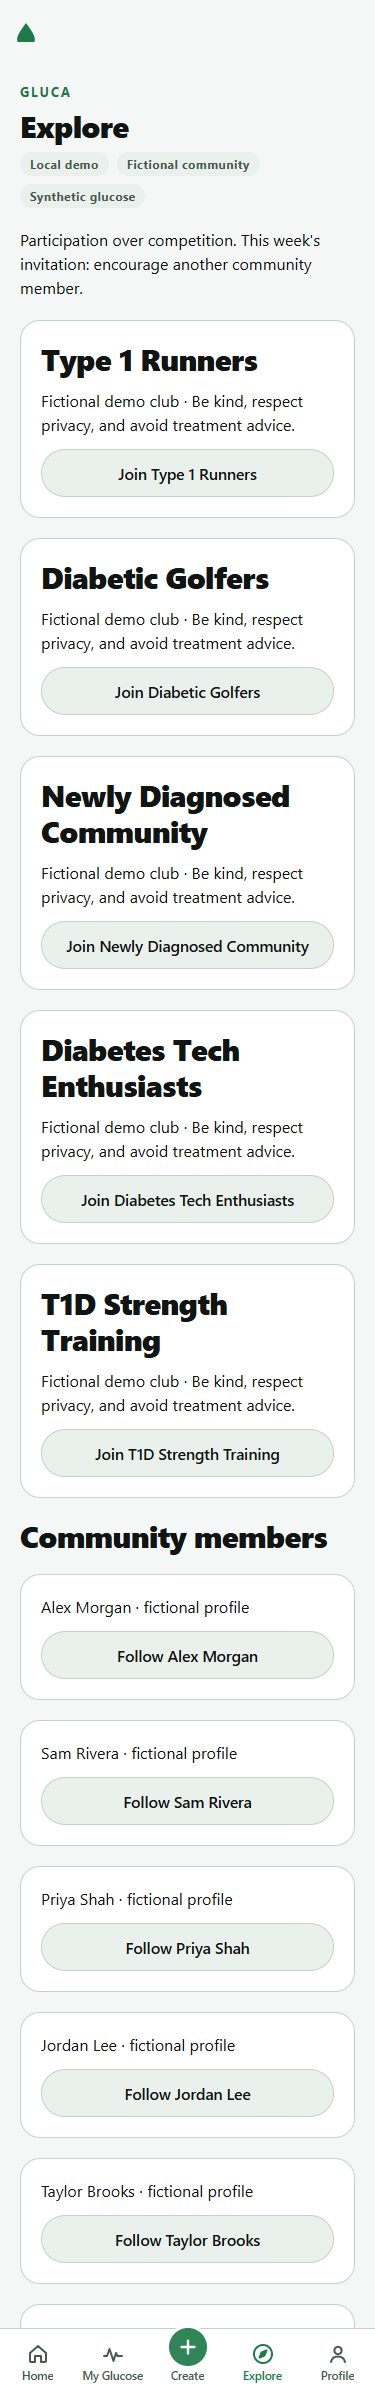 GLUCA
Explore
Local demo
Fictional community
Synthetic glucose
Participation over competition. This week's
invitation: encourage another community
member.
Type 1 Runners
Fictional demo club · Be kind, respect
privacy, and avoid treatment advice.
Join Type 1 Runners
Diabetic Golfers
Fictional demo club · Be kind, respect
privacy, and avoid treatment advice.
Join Diabetic Golfers
Newly Diagnosed
Community
Fictional demo club · Be kind, respect
privacy, and avoid treatment advice.
Join Newly Diagnosed Community
Diabetes Tech
Enthusiasts
Fictional demo club · Be kind, respect
privacy, and avoid treatment advice.
Join Diabetes Tech Enthusiasts
T1D Strength
Training
Fictional demo club · Be kind, respect
privacy, and avoid treatment advice.
Join T1D Strength Training
Community members
Alex Morgan · fictional profile
Follow Alex Morgan
Sam Rivera · fictional profile
Follow Sam Rivera
Priya Shah · fictional profile
Follow Priya Shah
Jordan Lee · fictional profile
Follow Jordan Lee
Taylor Brooks · fictional profile
Follow Taylor Brooks
Home
My Glucose
Create
Explore
Profile